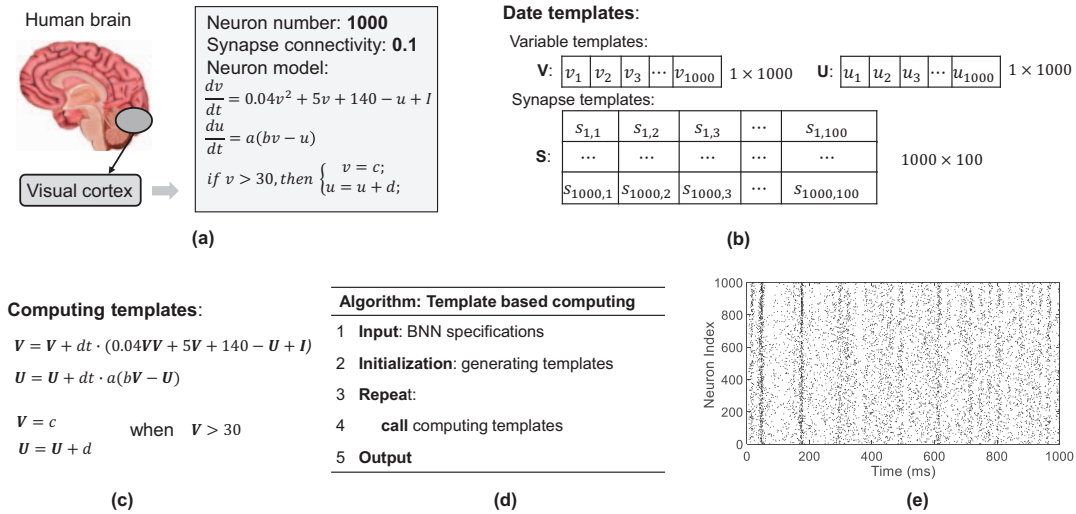 Human brain
Visual cortex
Neuron number: 1000
Synapse connectivity: 0.1
Neuron model:
dv/dt = 0.04v² + 5v + 140 − u + I
du/dt = a(bv − u)
if v > 30, then { v = c;
u = u + d;
(a)
Date templates:
Variable templates:
V: v₁ v₂ v₃ ⋯ v₁₀₀₀ 1 × 1000 U: u₁ u₂ u₃ ⋯ u₁₀₀₀ 1 × 1000
Synapse templates:
S:
s₁,₁ s₁,₂ s₁,₃ ⋯ s₁,₁₀₀
⋯ ⋯ ⋯ ⋯ ⋯
s₁₀₀₀,₁ s₁₀₀₀,₂ s₁₀₀₀,₃ ⋯ s₁₀₀₀,₁₀₀
1000 × 100
(b)
Computing templates:
V = V + dt · (0.04VV + 5V + 140 − U + I)
U = U + dt · a(bV − U)
V = c
U = U + d
when V > 30
(c)
Algorithm: Template based computing
1 Input: BNN specifications
2 Initialization: generating templates
3 Repeat:
4 call computing templates
5 Output
(d)
Neuron Index
1000
800
600
400
200
0
0 200 400 600 800 1000
Time (ms)
(e)